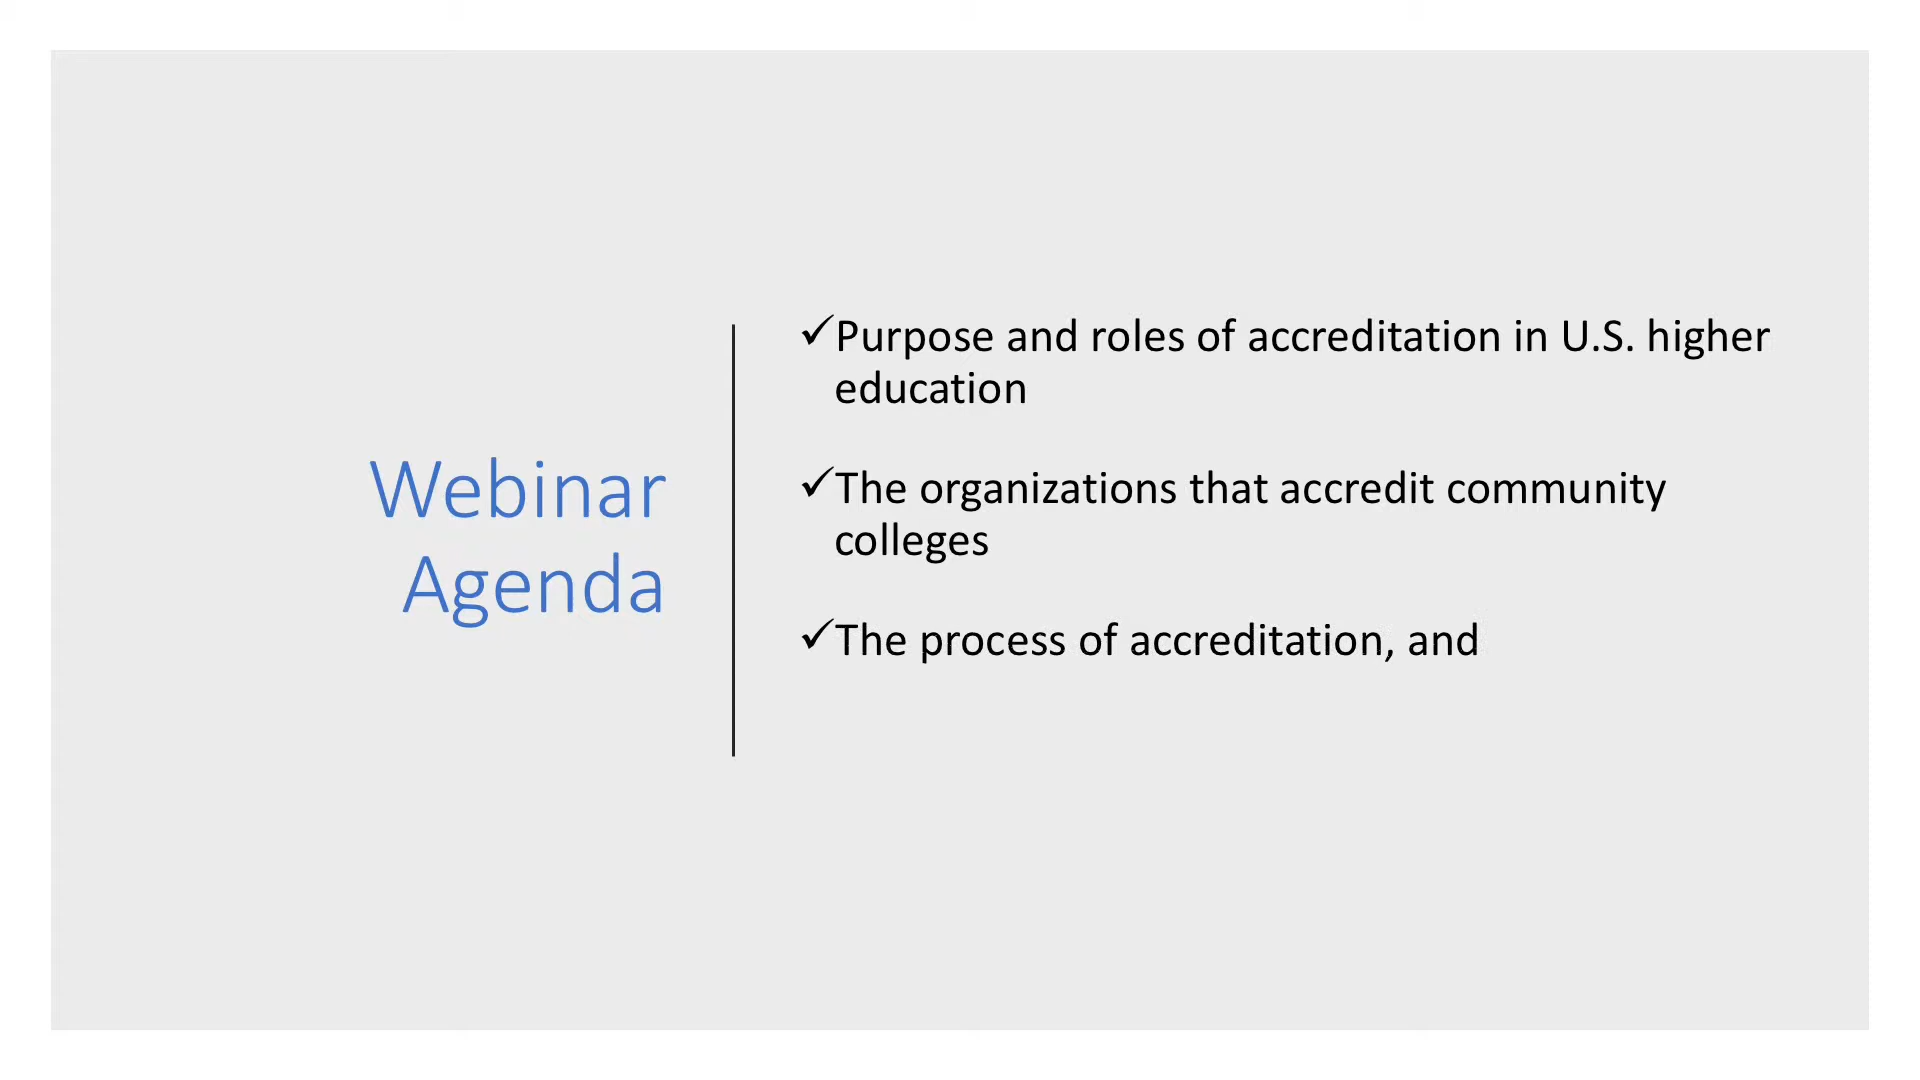 Webinar
Agenda
✓Purpose and roles of accreditation in U.S. higher
education
✓The organizations that accredit community
colleges
✓The process of accreditation, and